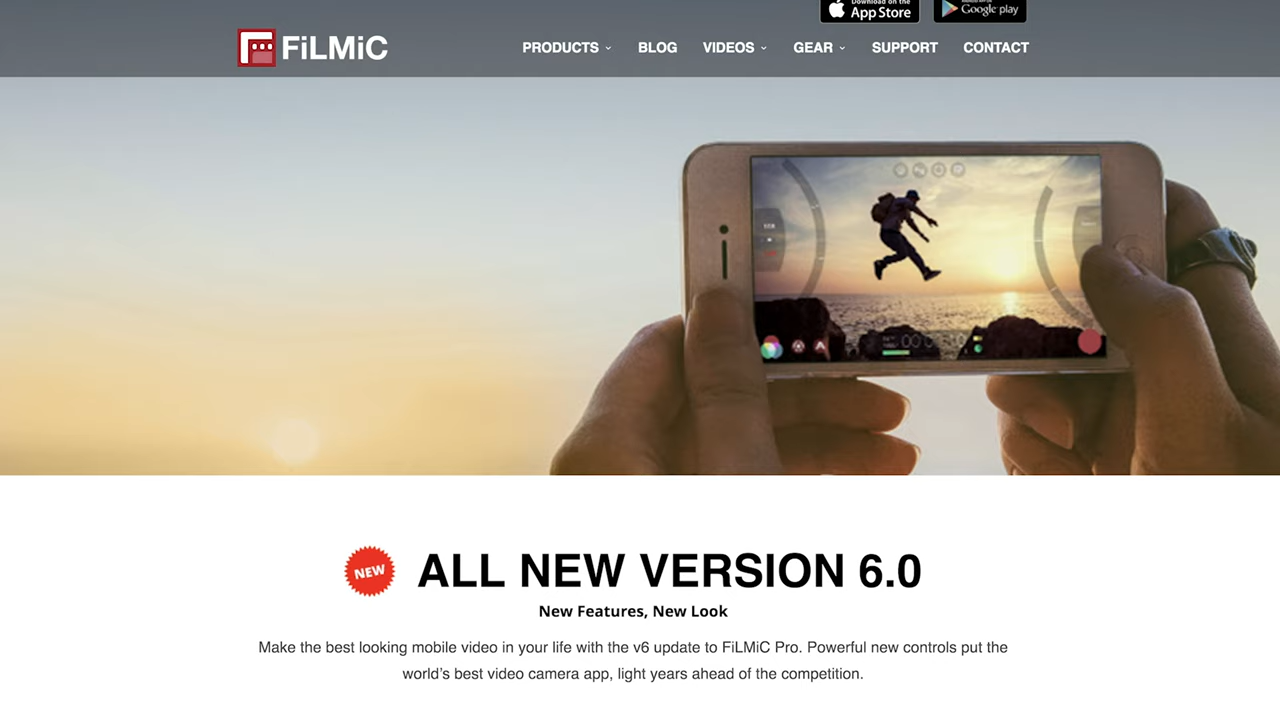 Download on the
App Store
Google play
FiLMiC
PRODUCTS
BLOG
VIDEOS
GEAR
SUPPORT
CONTACT
NEW
ALL NEW VERSION 6.0
New Features, New Look
Make the best looking mobile video in your life with the v6 update to FiLMiC Pro. Powerful new controls put the
world's best video camera app, light years ahead of the competition.